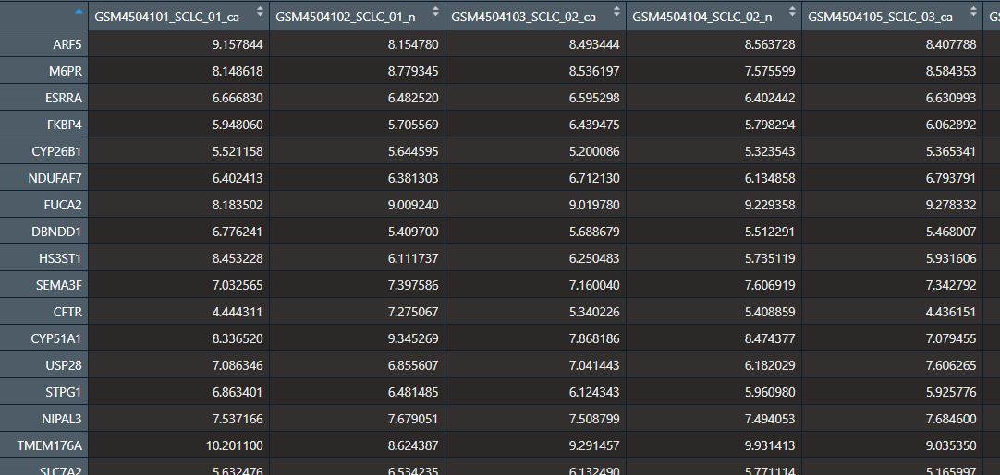 GSM4504101_SCLC_01_ca GSM4504102_SCLC_01_n GSM4504103_SCLC_02_ca GSM4504104_SCLC_02_n GSM4504105_SCLC_03_ca GS
ARF5 9.157844 8.154780 8.493444 8.563728 8.407788
M6PR 8.148618 8.779345 8.536197 7.575599 8.584353
ESRRA 6.666830 6.482520 6.595298 6.402442 6.630993
FKBP4 5.948060 5.705569 6.439475 5.798294 6.062892
CYP26B1 5.521158 5.644595 5.200086 5.323543 5.365341
NDUFAF7 6.402413 6.381303 6.712130 6.134858 6.793791
FUCA2 8.183502 9.009240 9.019780 9.229358 9.278332
DBNDD1 6.776241 5.409700 5.688679 5.512291 5.468007
HS3ST1 8.453228 6.111737 6.250483 5.735119 5.931606
SEMA3F 7.032565 7.397586 7.160040 7.606919 7.342792
CFTR 4.444311 7.275067 5.340226 5.408859 4.436151
CYP51A1 8.336520 9.345269 7.868186 8.474377 7.079455
USP28 7.086346 6.855607 7.041443 6.182029 7.606265
STPG1 6.863401 6.481485 6.124343 5.960980 5.925776
NIPAL3 7.537166 7.679051 7.508799 7.494053 7.684600
TMEM176A 10.201100 8.624387 9.291457 9.931413 9.035350
SLC7A2 5.632476 6.534235 6.132490 5.771114 5.165997